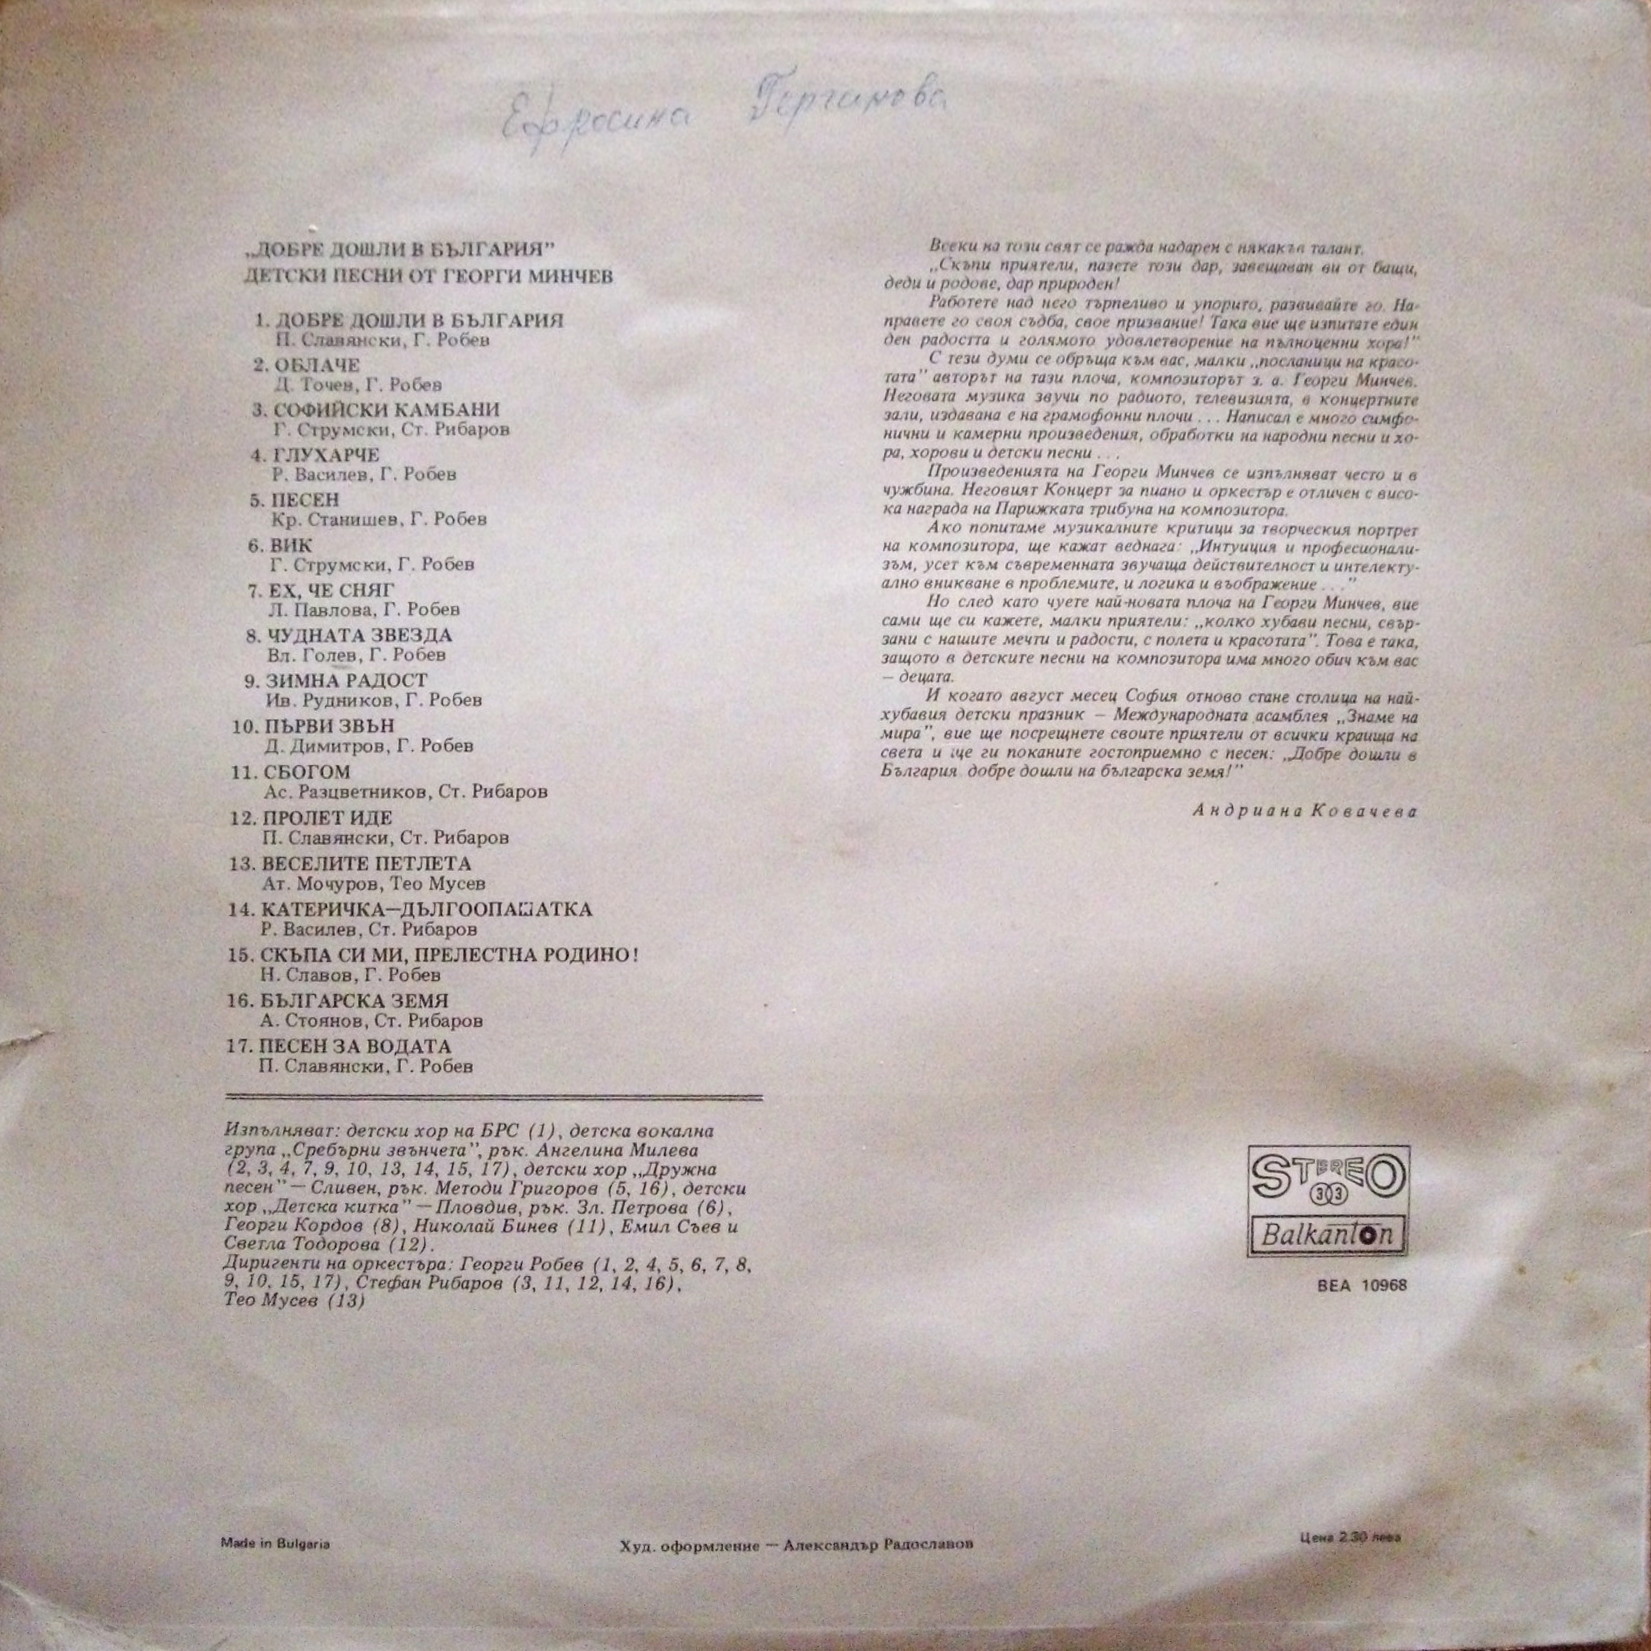 Ефросина Герчинова
„ДОБРЕ ДОШЛИ В БЪЛГАРИЯ”
ДЕТСКИ ПЕСНИ ОТ ГЕОРГИ МИНЧЕВ
1. ДОБРЕ ДОШЛИ В БЪЛГАРИЯ
П. Славянски, Г. Робев
2. ОБЛАЧЕ
Д. Точев, Г. Робев
3. СОФИЙСКИ КАМБАНИ
Г. Струмски, Ст. Рибаров
4. ГЛУХАРЧЕ
Р. Василев, Г. Робев
5. ПЕСЕН
Кр. Станишев, Г. Робев
6. ВИК
Г. Струмски, Г. Робев
7. ЕХ, ЧЕ СНЯГ
Л. Павлова, Г. Робев
8. ЧУДНАТА ЗВЕЗДА
Вл. Голев, Г. Робев
9. ЗИМНА РАДОСТ
Ив. Рудников, Г. Робев
10. ПЪРВИ ЗВЪН
Д. Димитров, Г. Робев
11. СБОГОМ
Ас. Разцветников, Ст. Рибаров
12. ПРОЛЕТ ИДЕ
П. Славянски, Ст. Рибаров
13. ВЕСЕЛИТЕ ПЕТЛЕТА
Ат. Мочуров, Тео Мусев
14. КАТЕРИЧКА—ДЪЛГООПАШАТКА
Р. Василев, Ст. Рибаров
15. СКЪПА СИ МИ, ПРЕЛЕСТНА РОДИНО!
Н. Славов, Г. Робев
16. БЪЛГАРСКА ЗЕМЯ
А. Стоянов, Ст. Рибаров
17. ПЕСЕН ЗА ВОДАТА
П. Славянски, Г. Робев
Изпълняват: детски хор на БРС (1), детска вокална
група „Сребърни звънчета”, рък. Ангелина Милева
(2, 3, 4, 7, 9, 10, 13, 14, 15, 17), детски хор „Дружна
песен” — Сливен, рък. Методи Григоров (5, 16), детски
хор „Детска китка” — Пловдив, рък. Зл. Петрова (6),
Георги Кордов (8), Николай Бинев (11), Емил Съев и
Светла Тодорова (12).
Диригенти на оркестъра: Георги Робев (1, 2, 4, 5, 6, 7, 8,
9, 10, 15, 17), Стефан Рибаров (3, 11, 12, 14, 16),
Тео Мусев (13)
Всеки на този свят се ражда надарен с някакъв талант.
„Скъпи приятели, пазете този дар, завещаван ви от бащи,
деди и родове, дар природен!
Работете над него търпеливо и упорито, развивайте го. На-
правете го своя съдба, свое призвание! Така вие ще изпитате един
ден радостта и голямото удовлетворение на пълноценни хора!”
С тези думи се обръща към вас, малки „посланици на красо-
тата” авторът на тази плоча, композиторът з. а. Георги Минчев.
Неговата музика звучи по радиото, телевизията, в концертните
зали, издавана е на грамофонни плочи . . . Написал е много симфо-
нични и камерни произведения, обработки на народни песни и хо-
ра, хорови и детски песни . . .
Произведенията на Георги Минчев се изпълняват често и в
чужбина. Неговият Концерт за пиано и оркестър е отличен с висо-
ка награда на Парижката трибуна на композитора.
Ако попитаме музикалните критици за творческия портрет
на композитора, ще кажат веднага: „Интуиция и професионали-
зъм, усет към съвременната звучаща действителност и интелекту-
ално вникване в проблемите, и логика и въображение . . .”
Но след като чуете най-новата плоча на Георги Минчев, вие
сами ще си кажете, малки приятели: „колко хубави песни, свър-
зани с нашите мечти и радости, с полета и красотата”. Това е така,
защото в детските песни на композитора има много обич към вас
— децата.
И когато август месец София отново стане столица на най-
хубавия детски празник — Международната асамблея „Знаме на
мира”, вие ще посрещнете своите приятели от всички краища на
света и ще ги поканите гостоприемно с песен: „Добре дошли в
България, добре дошли на българска земя!”
Андриана Ковачева
STEREO
33
Balkanton
ВЕА 10968
Made in Bulgaria
Худ. оформление — Александър Радославов
Цена 2.30 лева